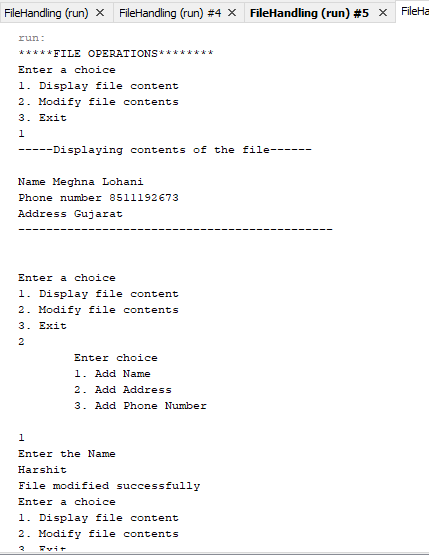 FileHandling (run) × FileHandling (run) #4 × FileHandling (run) #5 × FileHa
run:
*****FILE OPERATIONS********
Enter a choice
1. Display file content
2. Modify file contents
3. Exit
1
-----Displaying contents of the file------
Name Meghna Lohani
Phone number 8511192673
Address Gujarat
---------------------------------------------
Enter a choice
1. Display file content
2. Modify file contents
3. Exit
2
Enter choice
1. Add Name
2. Add Address
3. Add Phone Number
1
Enter the Name
Harshit
File modified successfully
Enter a choice
1. Display file content
2. Modify file contents
3. Exit